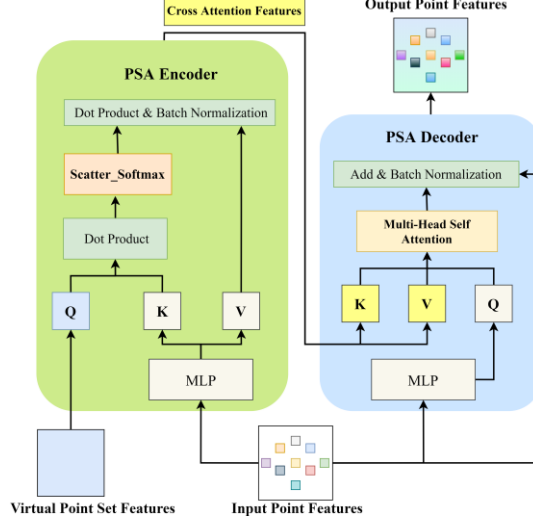 Cross Attention Features
Output Point Features
PSA Encoder
Dot Product & Batch Normalization
Scatter_Softmax
Dot Product
Q
K
V
MLP
Virtual Point Set Features
PSA Decoder
Add & Batch Normalization
Multi-Head Self
Attention
K
V
Q
MLP
Input Point Features